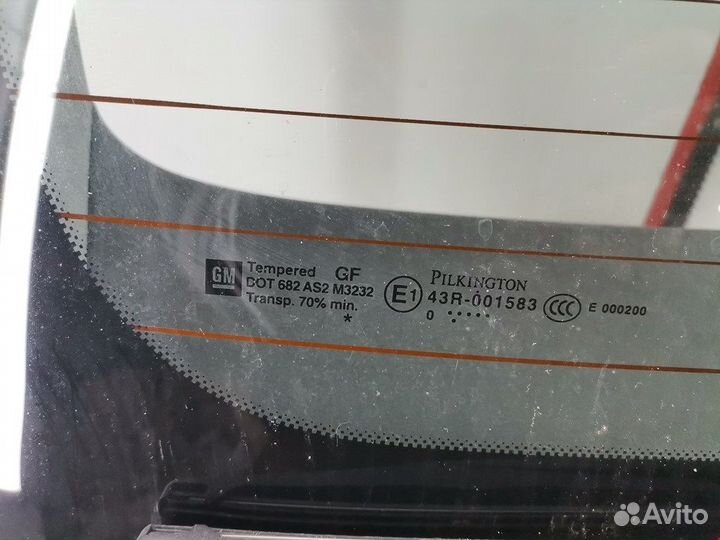 GM
Tempered GF
DOT 682 AS2 M3232
Transp. 70% min.
*
E1
PILKINGTON
43R-001583
0
CCC
E 000200
Avito